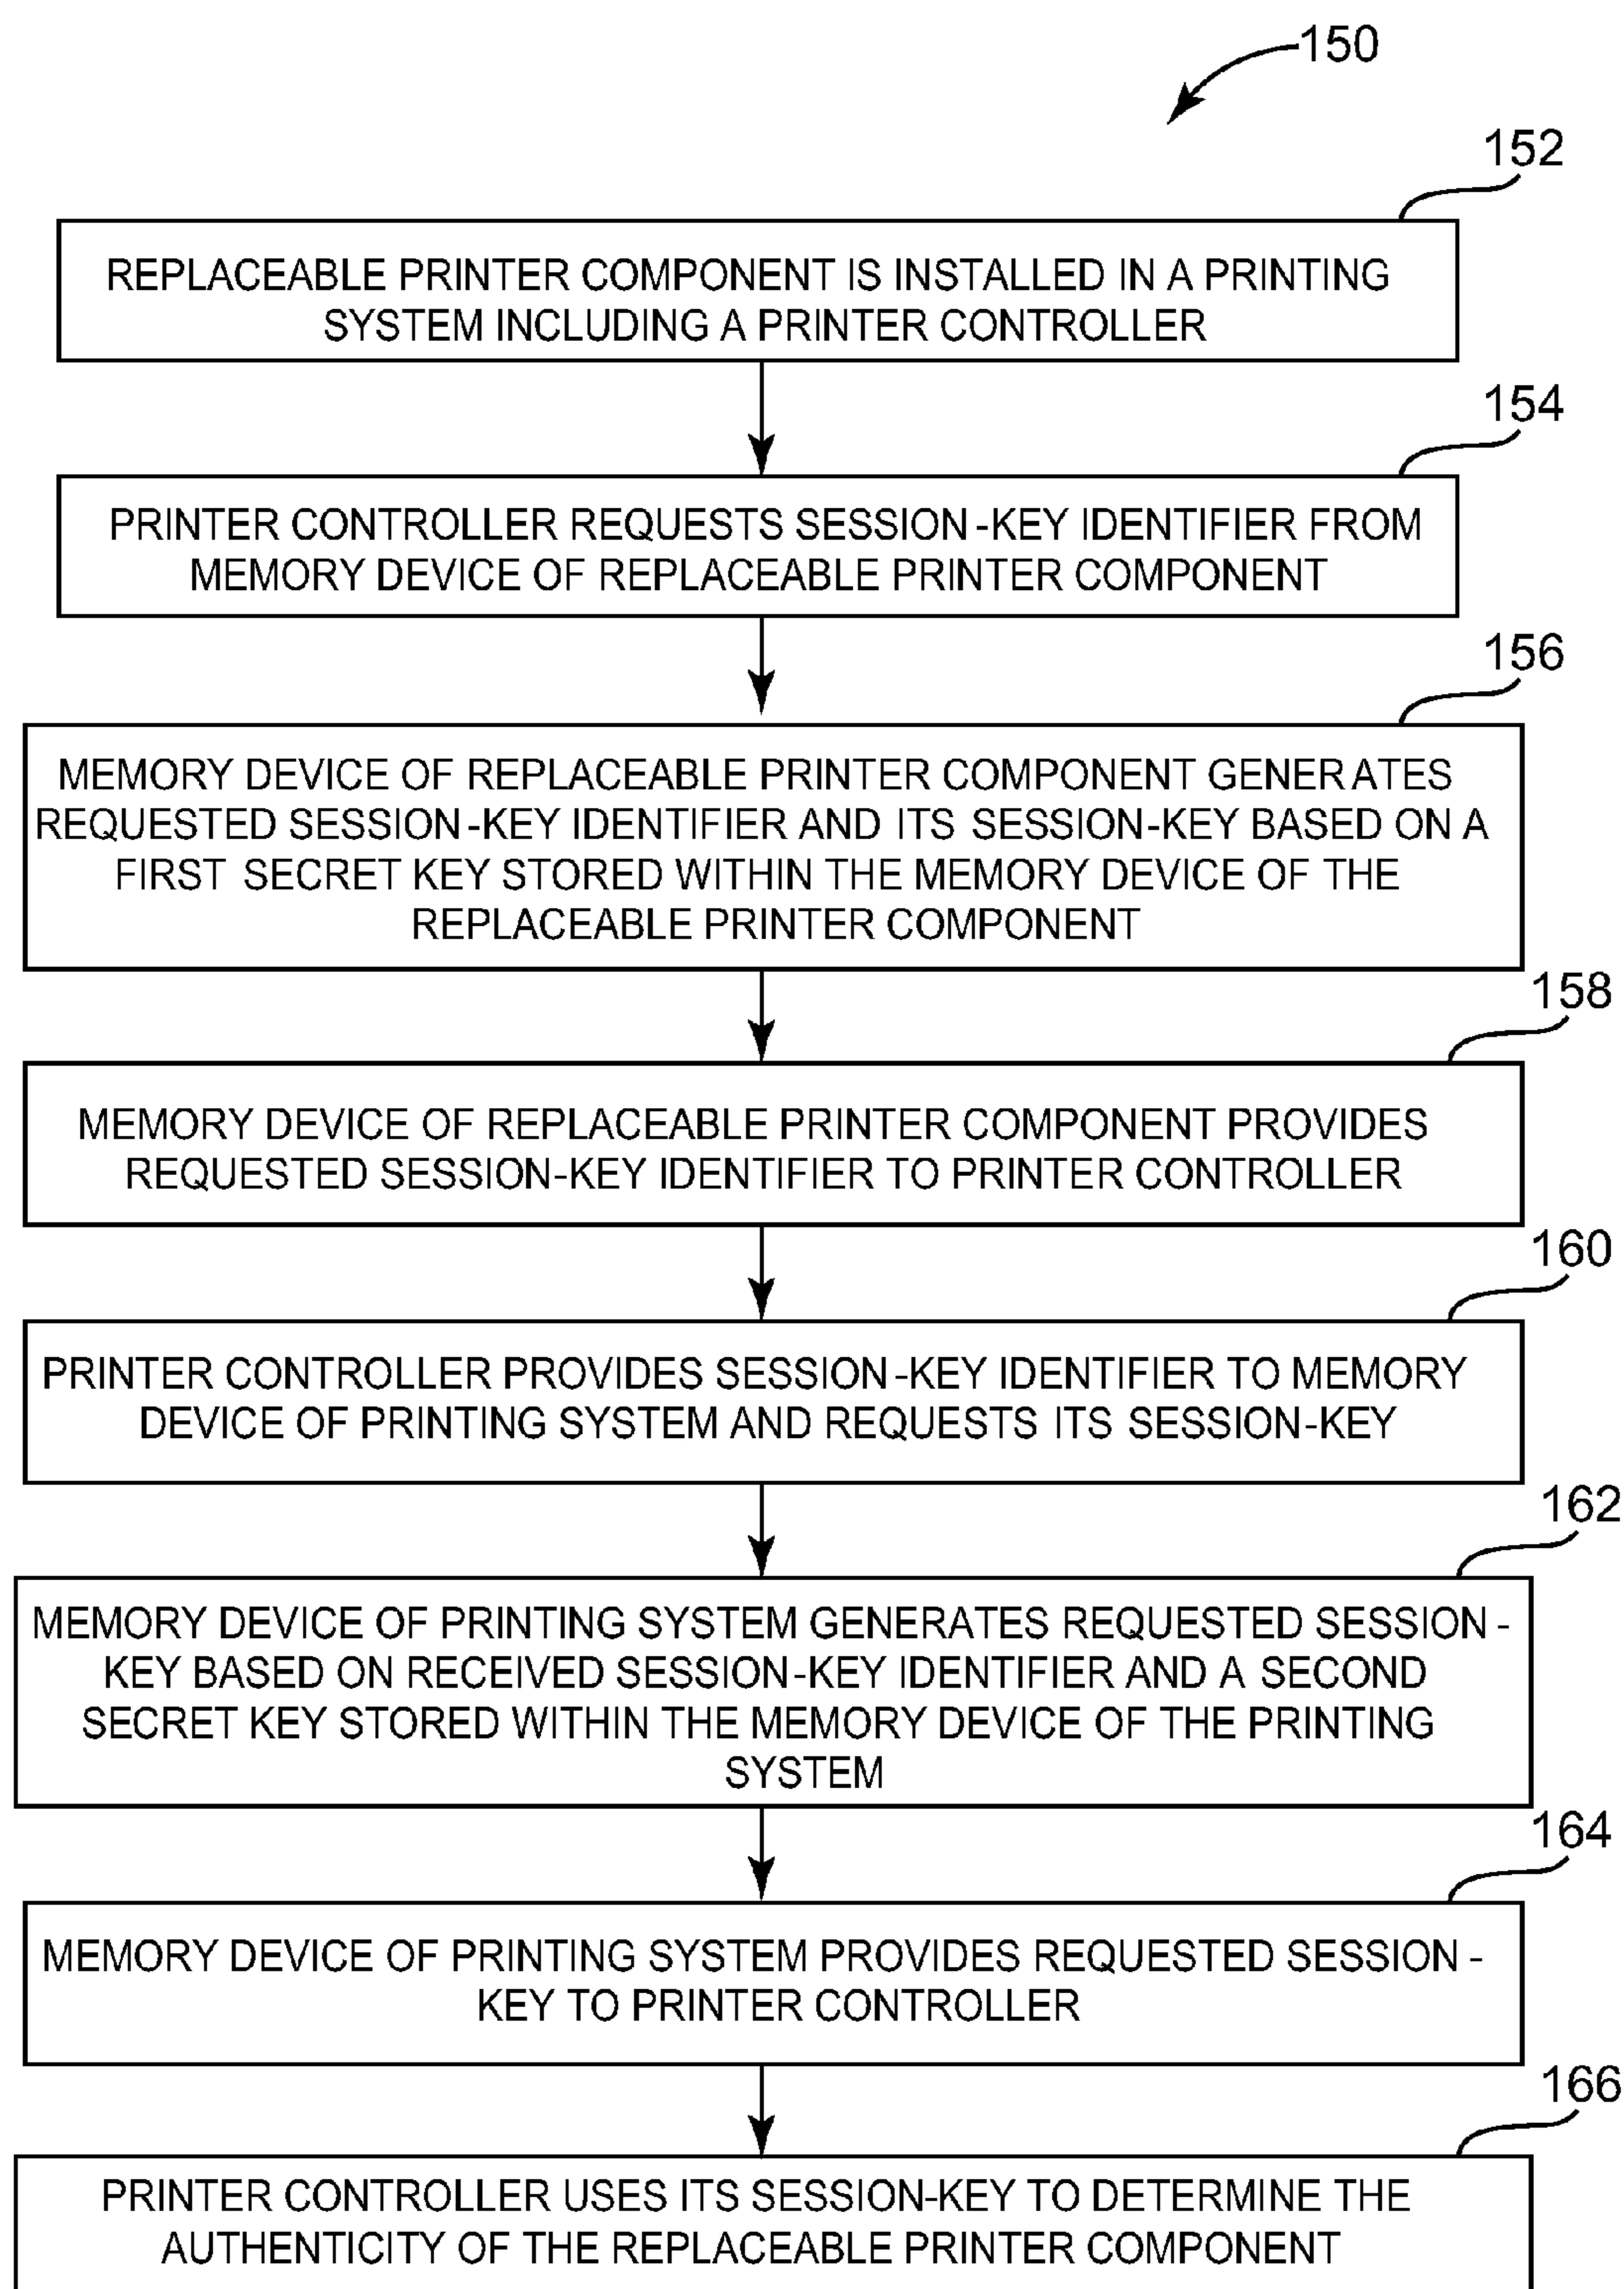 150
152
REPLACEABLE PRINTER COMPONENT IS INSTALLED IN A PRINTING
SYSTEM INCLUDING A PRINTER CONTROLLER
154
PRINTER CONTROLLER REQUESTS SESSION-KEY IDENTIFIER FROM
MEMORY DEVICE OF REPLACEABLE PRINTER COMPONENT
156
MEMORY DEVICE OF REPLACEABLE PRINTER COMPONENT GENERATES
REQUESTED SESSION-KEY IDENTIFIER AND ITS SESSION-KEY BASED ON A
FIRST SECRET KEY STORED WITHIN THE MEMORY DEVICE OF THE
REPLACEABLE PRINTER COMPONENT
158
MEMORY DEVICE OF REPLACEABLE PRINTER COMPONENT PROVIDES
REQUESTED SESSION-KEY IDENTIFIER TO PRINTER CONTROLLER
160
PRINTER CONTROLLER PROVIDES SESSION-KEY IDENTIFIER TO MEMORY
DEVICE OF PRINTING SYSTEM AND REQUESTS ITS SESSION-KEY
162
MEMORY DEVICE OF PRINTING SYSTEM GENERATES REQUESTED SESSION-
KEY BASED ON RECEIVED SESSION-KEY IDENTIFIER AND A SECOND
SECRET KEY STORED WITHIN THE MEMORY DEVICE OF THE PRINTING
SYSTEM
164
MEMORY DEVICE OF PRINTING SYSTEM PROVIDES REQUESTED SESSION-
KEY TO PRINTER CONTROLLER
166
PRINTER CONTROLLER USES ITS SESSION-KEY TO DETERMINE THE
AUTHENTICITY OF THE REPLACEABLE PRINTER COMPONENT